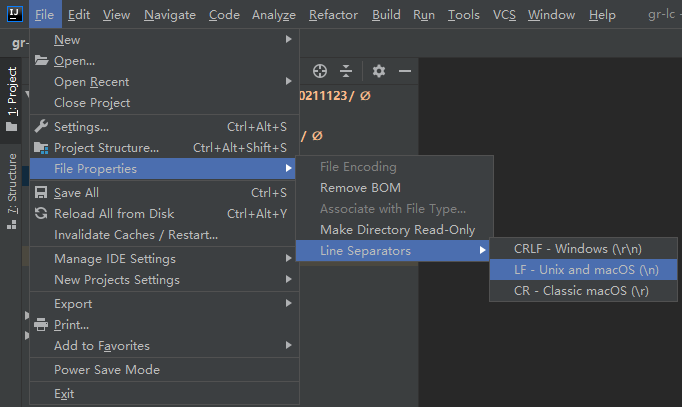 IJ File Edit View Navigate Code Analyze Refactor Build Run Tools VCS Window Help gr-lc -
gr-
1: Project
7: Structure
0211123/ Ø
/ Ø
New
Open...
Open Recent
Close Project
Settings... Ctrl+Alt+S
Project Structure... Ctrl+Alt+Shift+S
File Properties
Save All Ctrl+S
Reload All from Disk Ctrl+Alt+Y
Invalidate Caches / Restart...
Manage IDE Settings
New Projects Settings
Export
Print...
Add to Favorites
Power Save Mode
Exit
File Encoding
Remove BOM
Associate with File Type...
Make Directory Read-Only
Line Separators
CRLF - Windows (\r\n)
LF - Unix and macOS (\n)
CR - Classic macOS (\r)